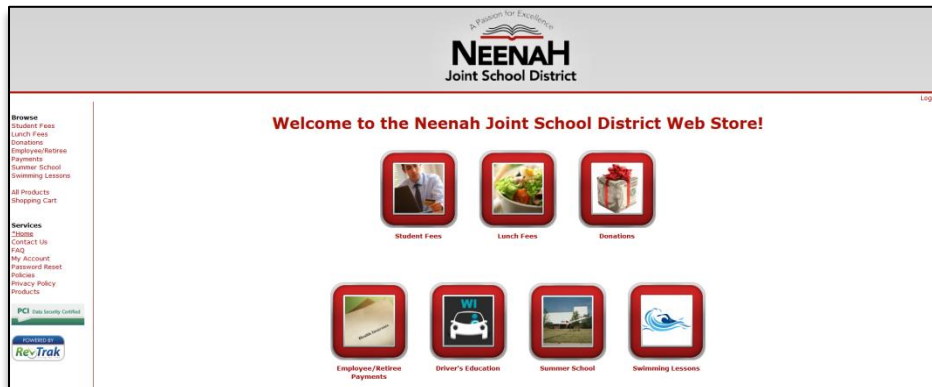 A Passion for Excellence
NEENAH
Joint School District
Log
Browse
Student Fees
Lunch Fees
Donations
Employee/Retiree
Payments
Summer School
Swimming Lessons
All Products
Shopping Cart
Services
*Home
Contact Us
FAQ
My Account
Password Reset
Policies
Privacy Policy
Products
PCI Data Security Certified
POWERED BY
RevTrak
Welcome to the Neenah Joint School District Web Store!
Student Fees
Lunch Fees
Donations
WI
Employee/Retiree
Payments
Driver's Education
Summer School
Swimming Lessons